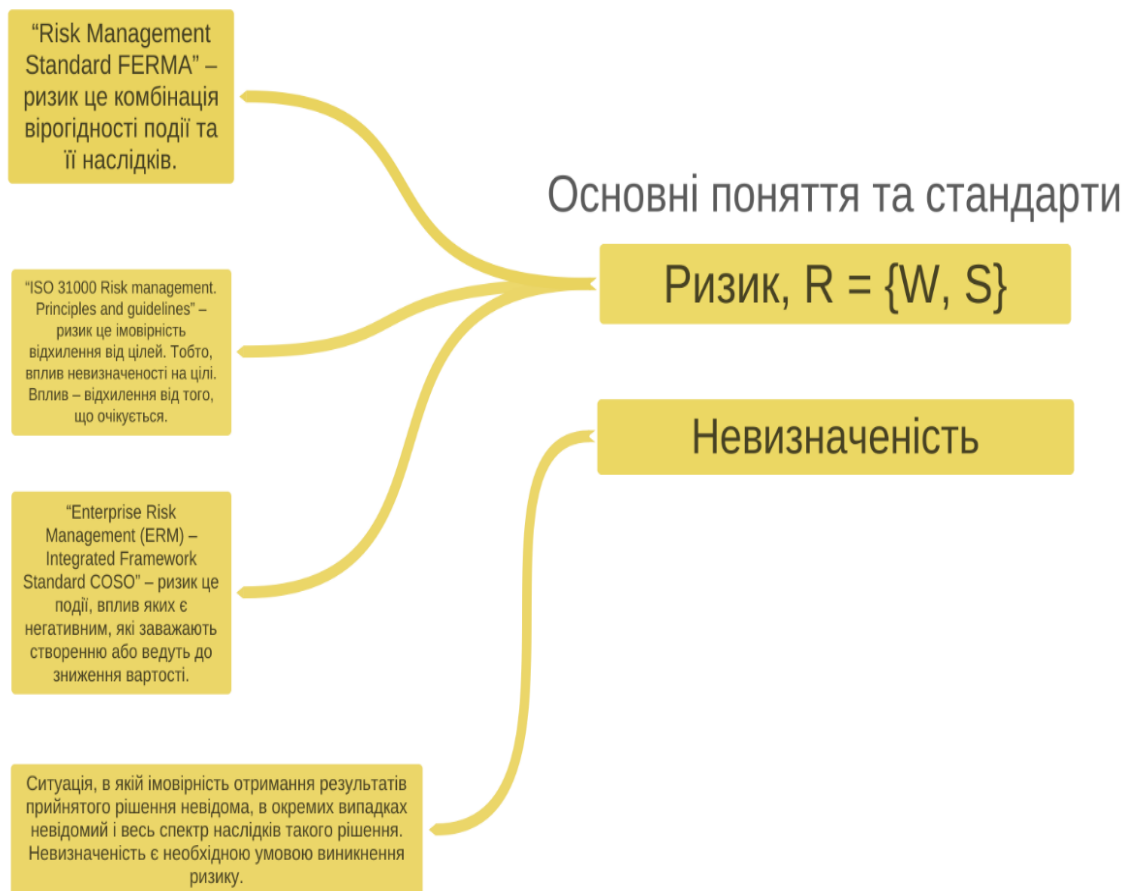 “Risk Management
Standard FERMA” –
ризик це комбінація
вірогідності події та
її наслідків.
Основні поняття та стандарти
Ризик, R = {W, S}
“ISO 31000 Risk management.
Principles and guidelines” –
ризик це імовірність
відхилення від цілей. Тобто,
вплив невизначеності на цілі.
Вплив – відхилення від того,
що очікується.
Невизначеність
“Enterprise Risk
Management (ERM) –
Integrated Framework
Standard COSO” – ризик це
події, вплив яких є
негативним, які заважають
створенню або ведуть до
зниження вартості.
Ситуація, в якій імовірність отримання результатів
прийнятого рішення невідома, в окремих випадках
невідомий і весь спектр наслідків такого рішення.
Невизначеність є необхідною умовою виникнення
ризику.